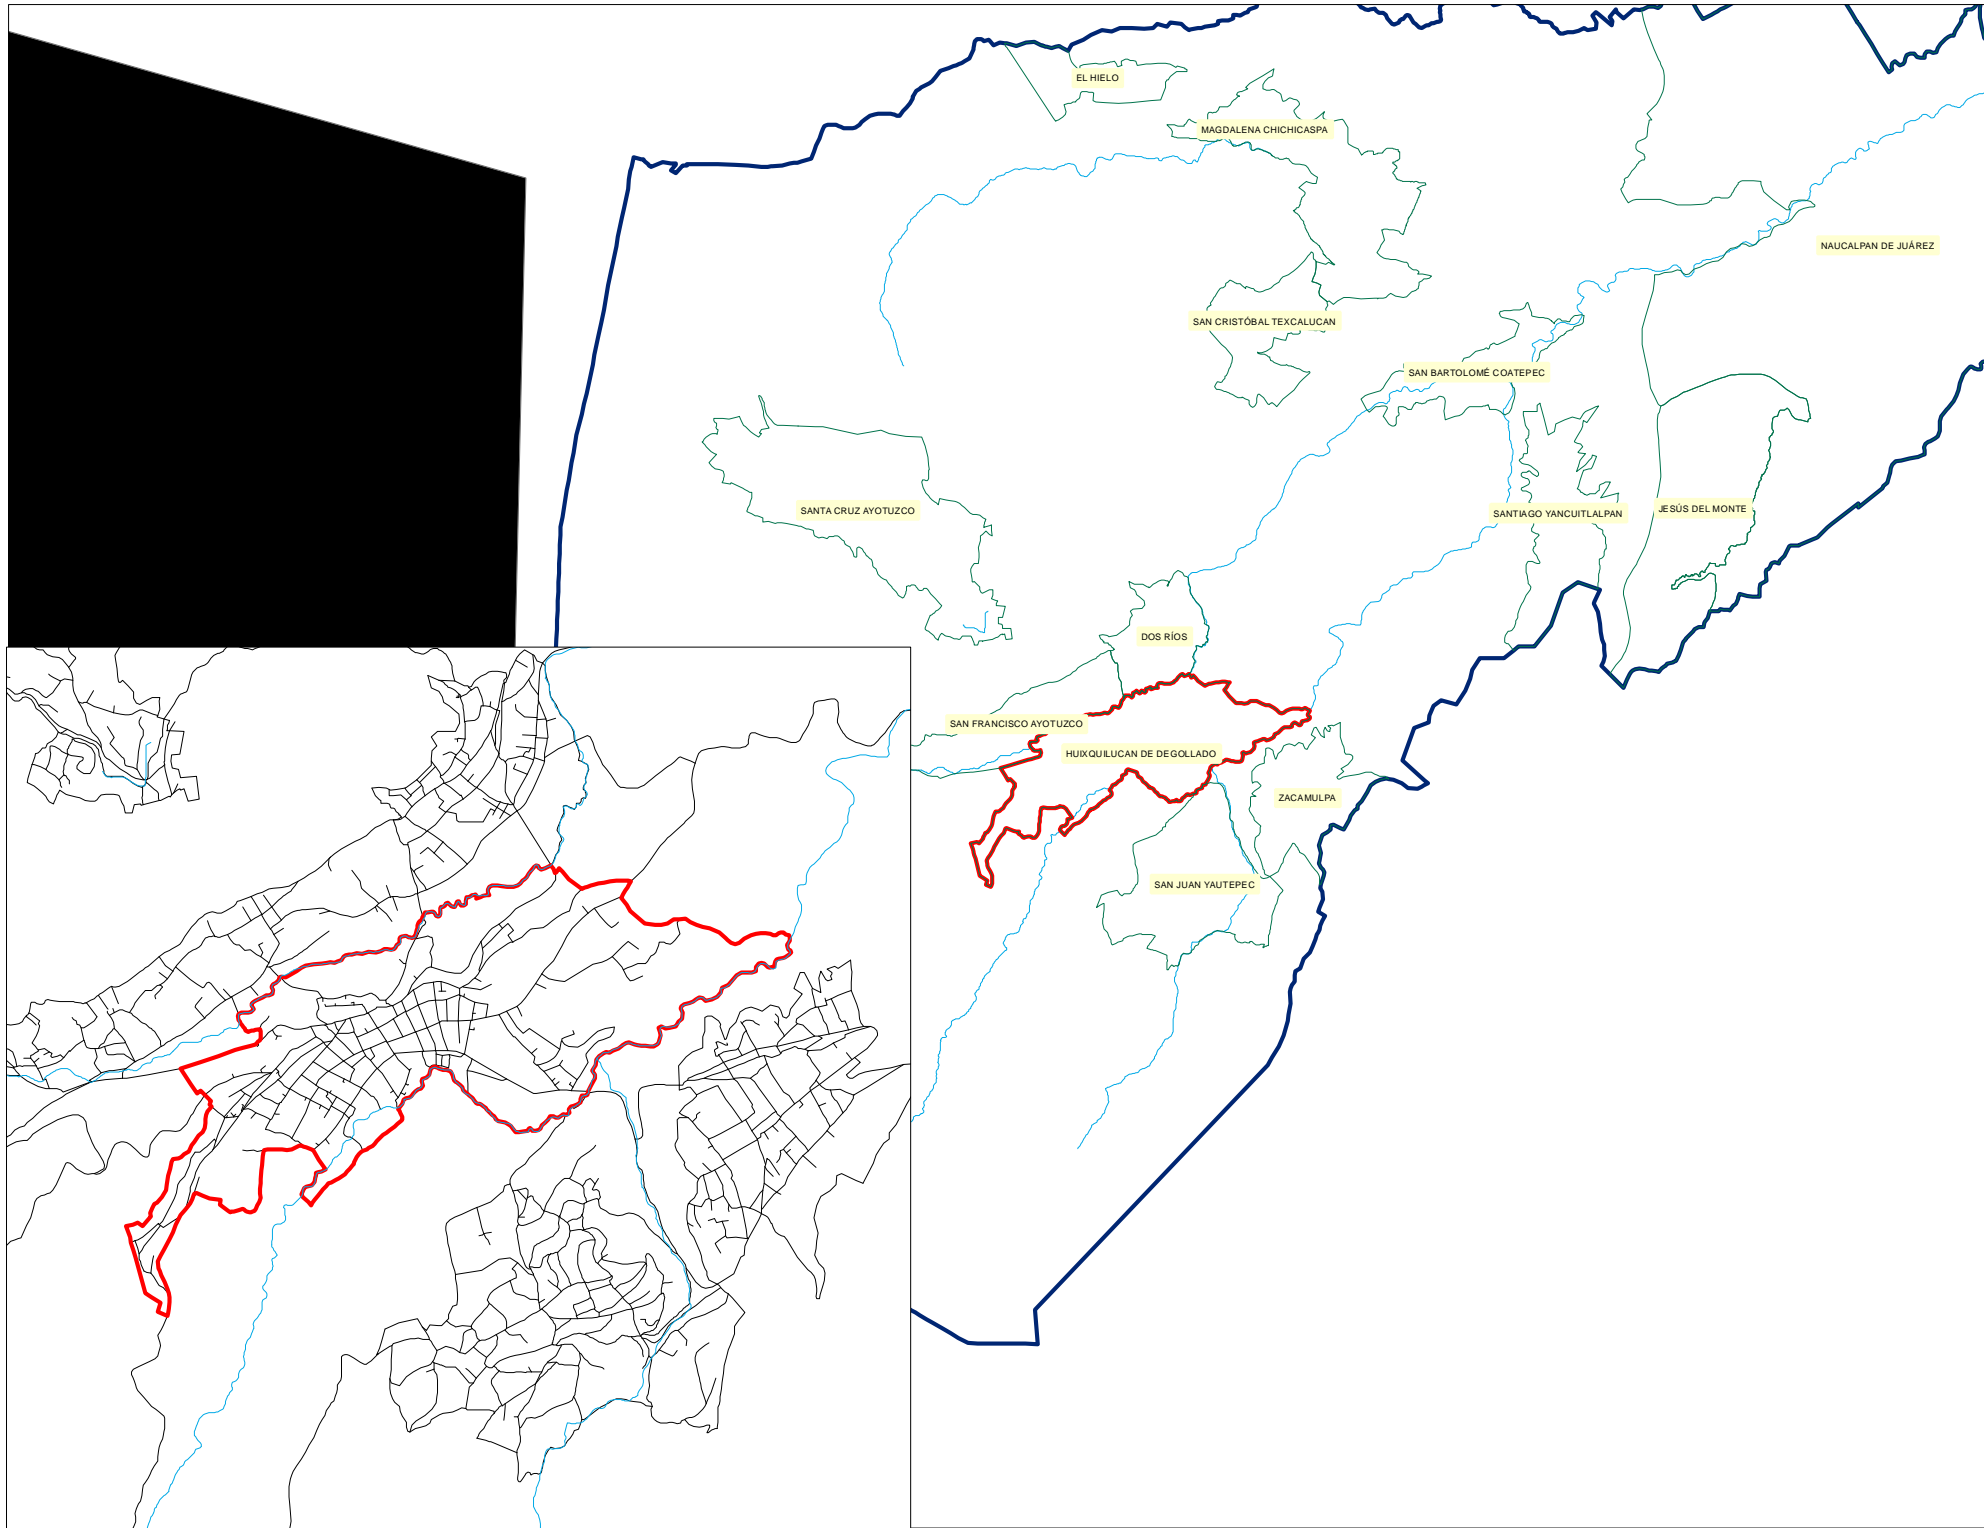 EL HIELO
MAGDALENA CHICHICASPA
NAUCALPAN DE JUÁREZ
SAN CRISTÓBAL TEXCALUCAN
SAN BARTOLOMÉ COATEPEC
SANTA CRUZ AYOTUZCO
SANTIAGO YANCUITLALPAN
JESÚS DEL MONTE
DOS RÍOS
SAN FRANCISCO AYOTUZCO
HUIXQUILUCAN DE DEGOLLADO
ZACAMULPA
SAN JUAN YAUTEPEC